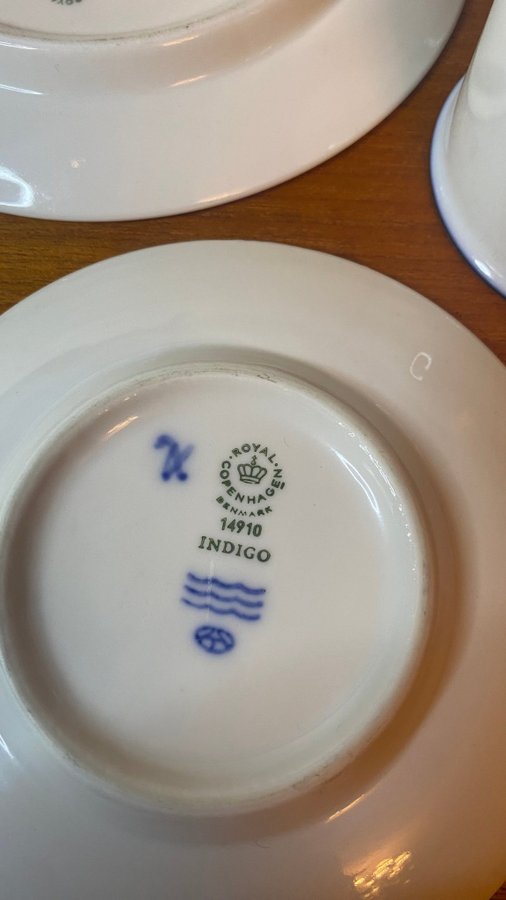 ROYAL
COPENHAGEN
DENMARK
14910
INDIGO